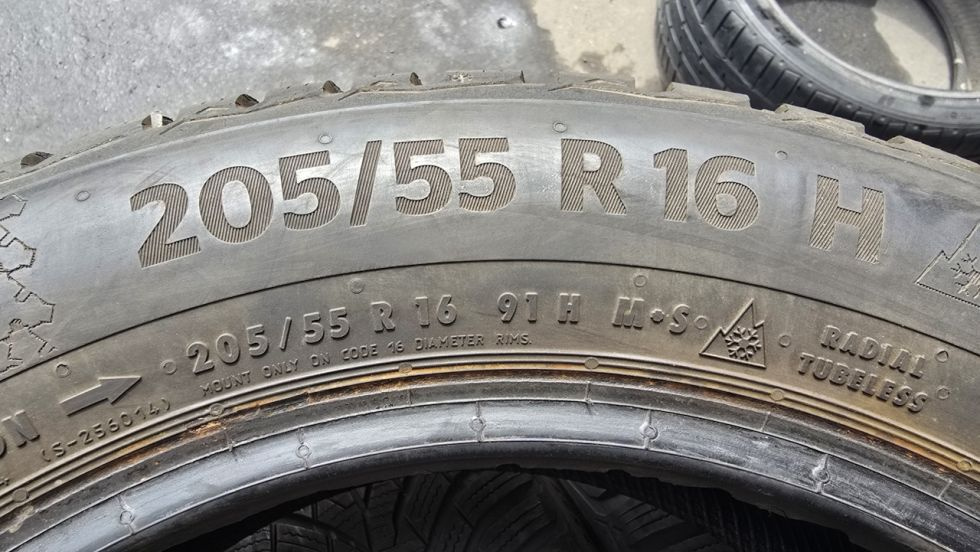 205/55 R 16 H
205/55 R 16 91 H M+S
MOUNT ONLY ON CODE 16 DIAMETER RIMS.
RADIAL
TUBELESS
(S-256014)